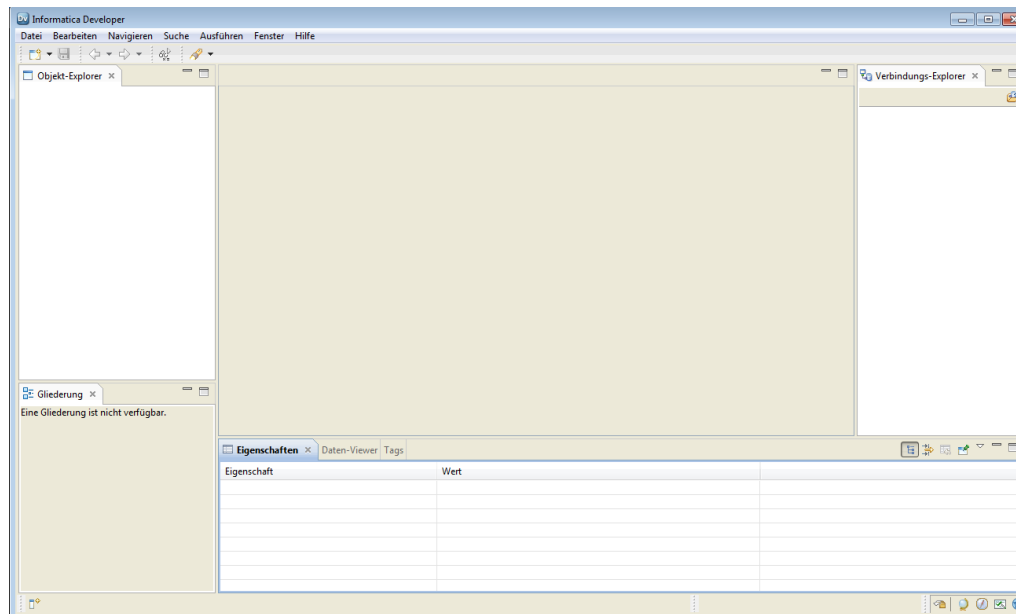 Informatica Developer
Datei Bearbeiten Navigieren Suche Ausführen Fenster Hilfe
Objekt-Explorer
Verbindungs-Explorer
Gliederung
Eine Gliederung ist nicht verfügbar.
Eigenschaften Daten-Viewer Tags
Eigenschaft Wert